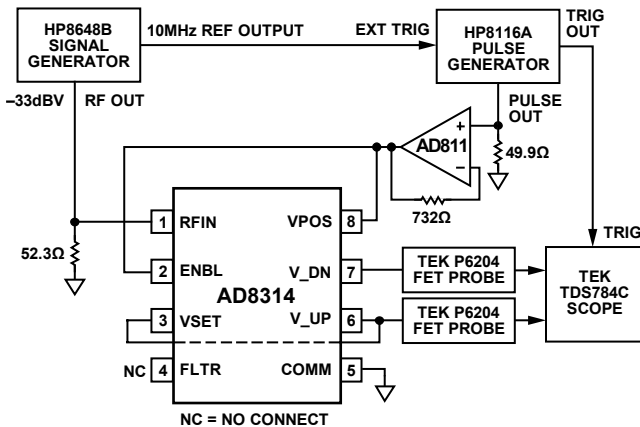 HP8648B
SIGNAL
GENERATOR
10MHz REF OUTPUT
EXT TRIG
HP8116A
PULSE
GENERATOR
TRIG
OUT
–33dBV
RF OUT
PULSE
OUT
+
AD811
–
49.9Ω
732Ω
52.3Ω
1 RFIN
VPOS 8
2 ENBL
V_DN 7
AD8314
3 VSET
V_UP 6
NC 4 FLTR
COMM 5
TEK P6204
FET PROBE
TEK P6204
FET PROBE
TRIG
TEK
TDS784C
SCOPE
NC = NO CONNECT